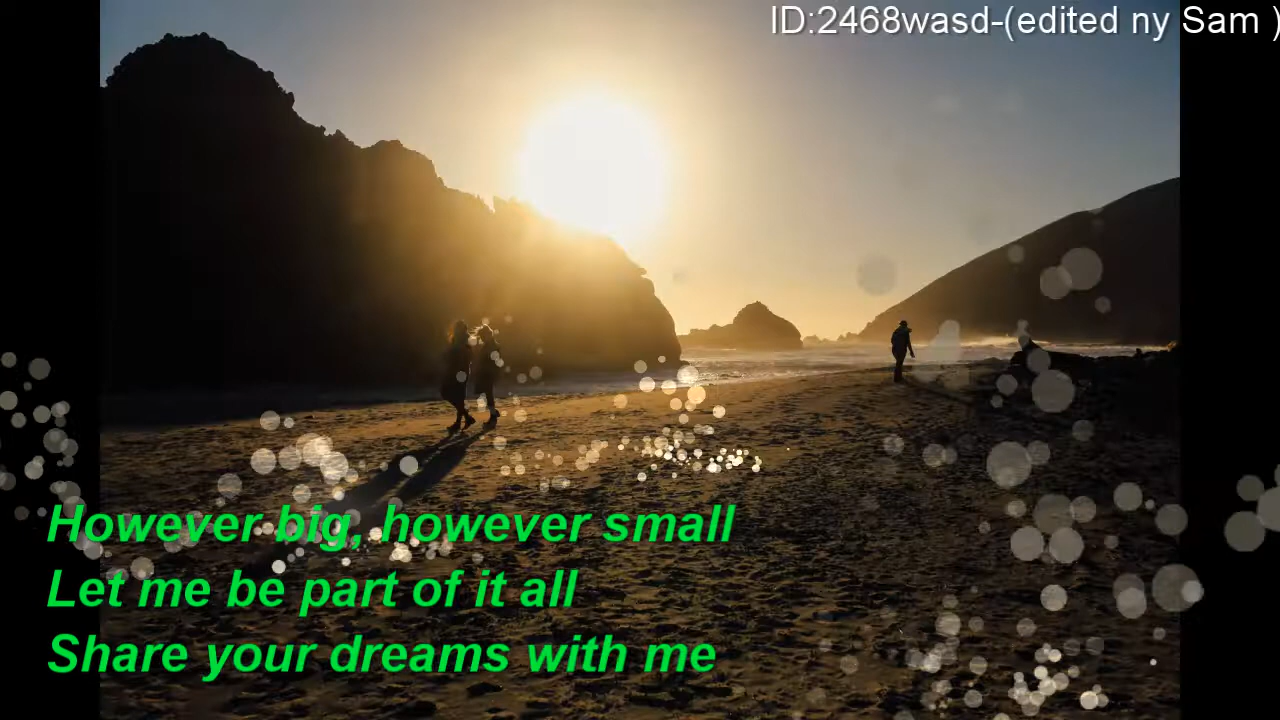 ID:2468wasd-(edited ny Sam )
However big, however small
Let me be part of it all
Share your dreams with me